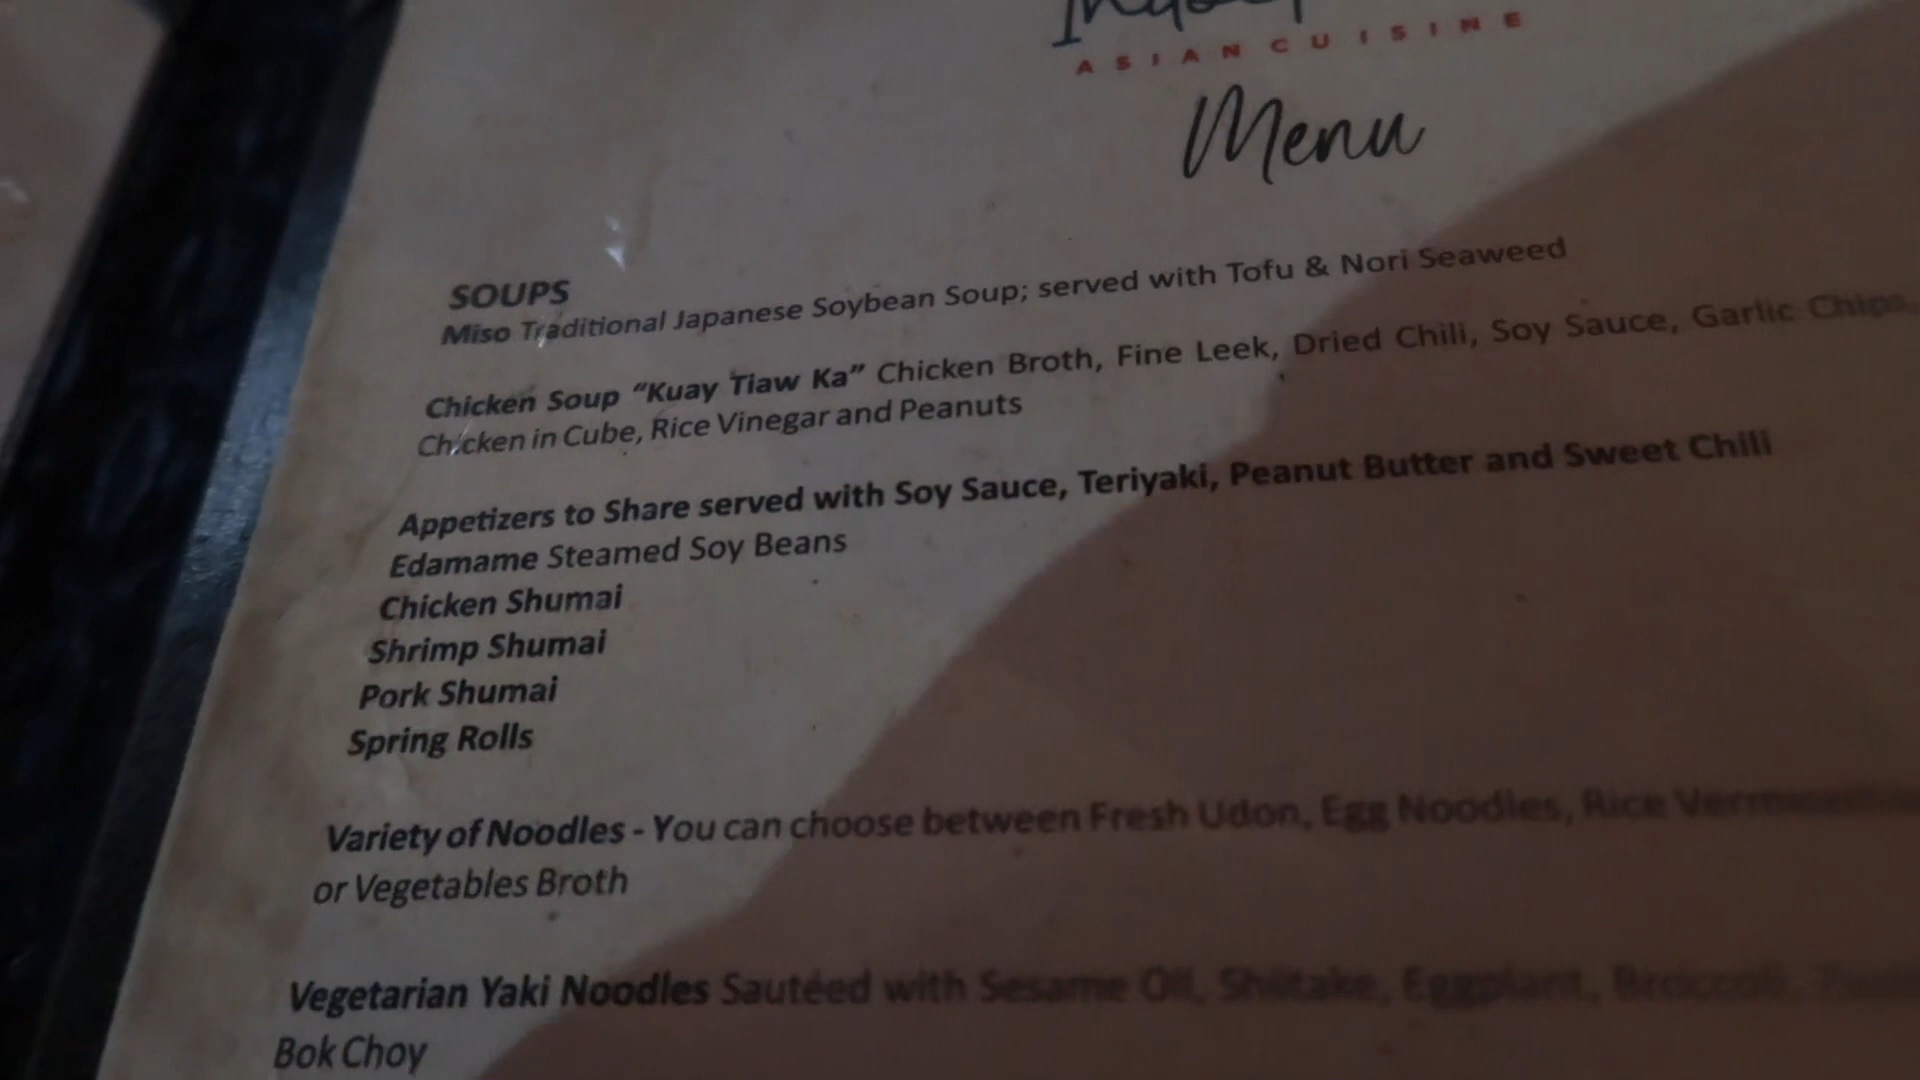 ASIAN CUISINE
Menu
SOUPS
Miso Traditional Japanese Soybean Soup; served with Tofu & Nori Seaweed
Chicken Soup “Kuay Tiaw Ka” Chicken Broth, Fine Leek, Dried Chili, Soy Sauce, Garlic Chips,
Chicken in Cube, Rice Vinegar and Peanuts
Appetizers to Share served with Soy Sauce, Teriyaki, Peanut Butter and Sweet Chili
Edamame Steamed Soy Beans
Chicken Shumai
Shrimp Shumai
Pork Shumai
Spring Rolls
Variety of Noodles - You can choose between Fresh Udon, Egg Noodles, Rice
or Vegetables Broth
Vegetarian Yaki Noodles Sautéed with Sesame Oil, Shiitake, Eggplant, Broccoli,
Bok Choy